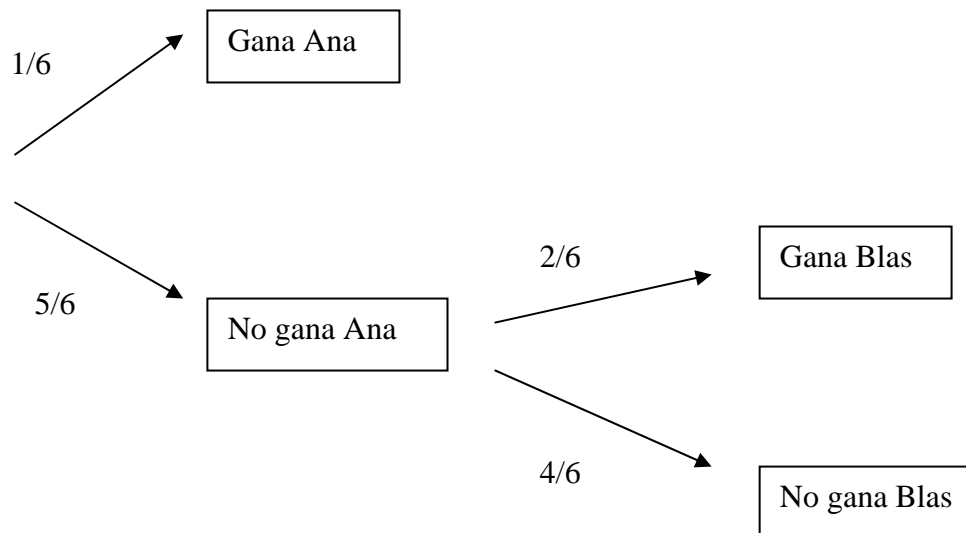 Gana Ana
1/6
2/6
Gana Blas
5/6
No gana Ana
4/6
No gana Blas